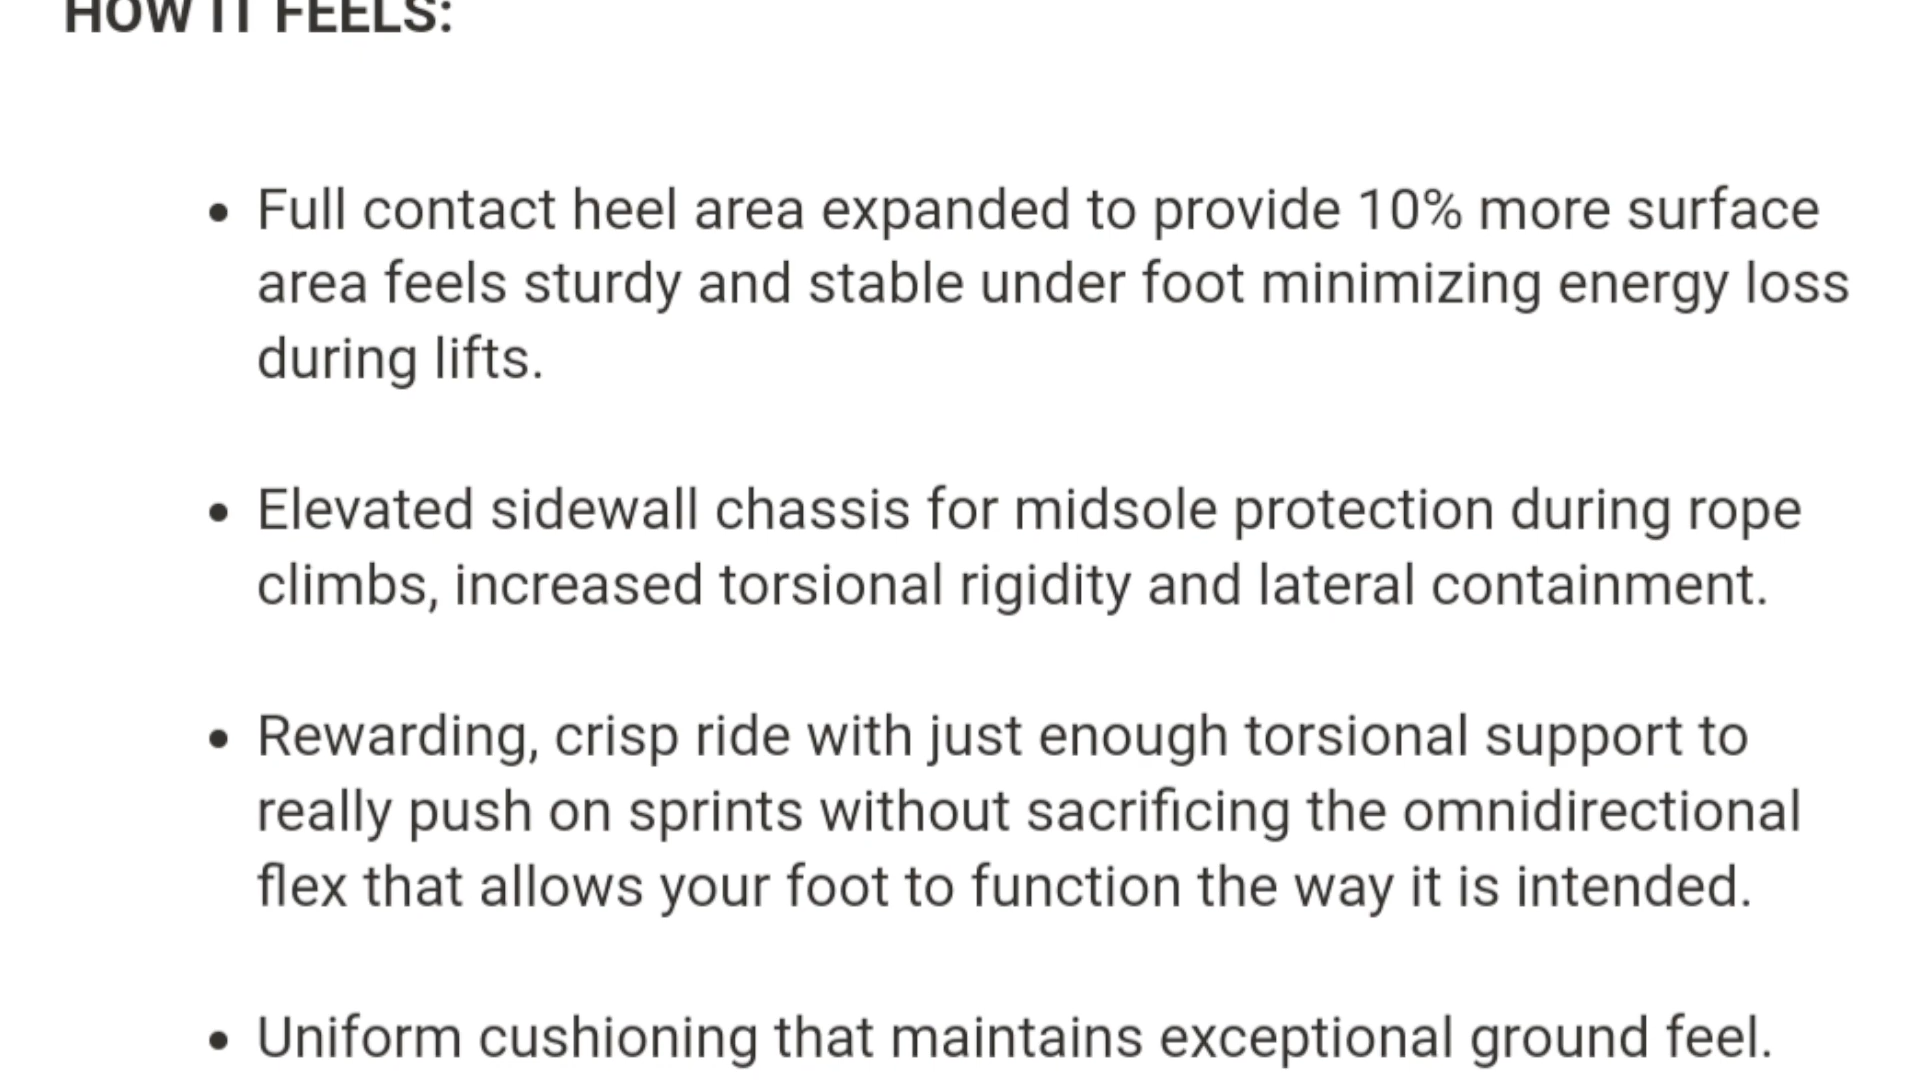 HOW IT FEELS:
• Full contact heel area expanded to provide 10% more surface
area feels sturdy and stable under foot minimizing energy loss
during lifts.
• Elevated sidewall chassis for midsole protection during rope
climbs, increased torsional rigidity and lateral containment.
• Rewarding, crisp ride with just enough torsional support to
really push on sprints without sacrificing the omnidirectional
flex that allows your foot to function the way it is intended.
• Uniform cushioning that maintains exceptional ground feel.